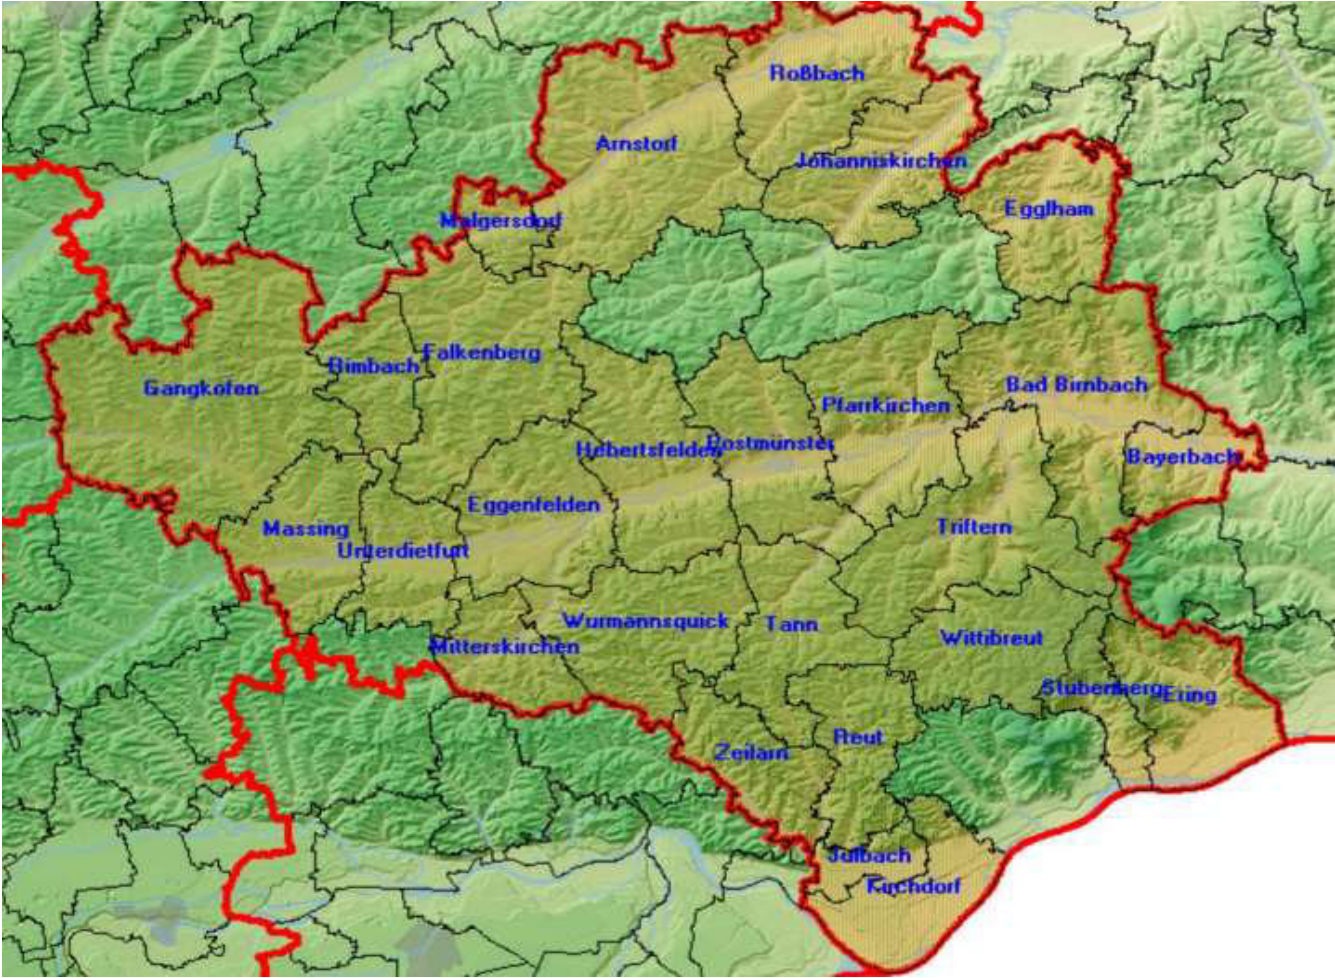 Roßbach
Arnstorf
Johanniskirchen
Egglham
Malgersdorf
Falkenberg
Rimbach
Gangkofen
Bad Birnbach
Pfarrkirchen
Postmünster
Hebertsfelden
Bayerbach
Eggenfelden
Massing
Triftern
Unterdietfurt
Wurmannsquick
Tann
Wittibreut
Mitterskirchen
Stubenberg
Ering
Reut
Zeilarn
Julbach
Kirchdorf